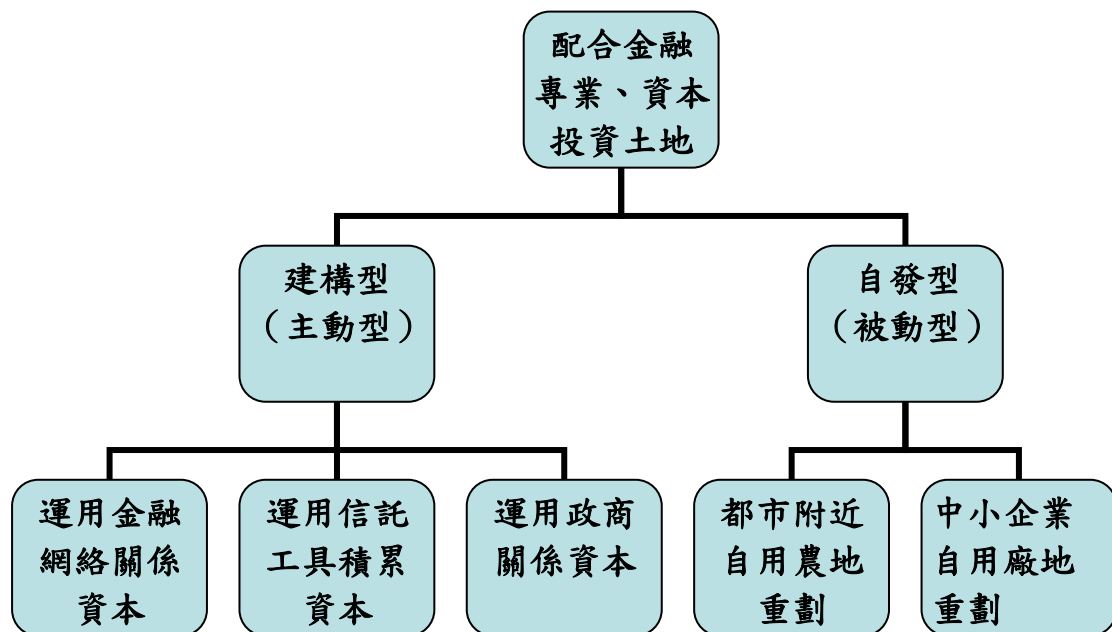 配合金融
專業、資本
投資土地
建構型
（主動型）
自發型
（被動型）
運用金融
網絡關係
資本
運用信託
工具積累
資本
運用政商
關係資本
都市附近
自用農地
重劃
中小企業
自用廠地
重劃